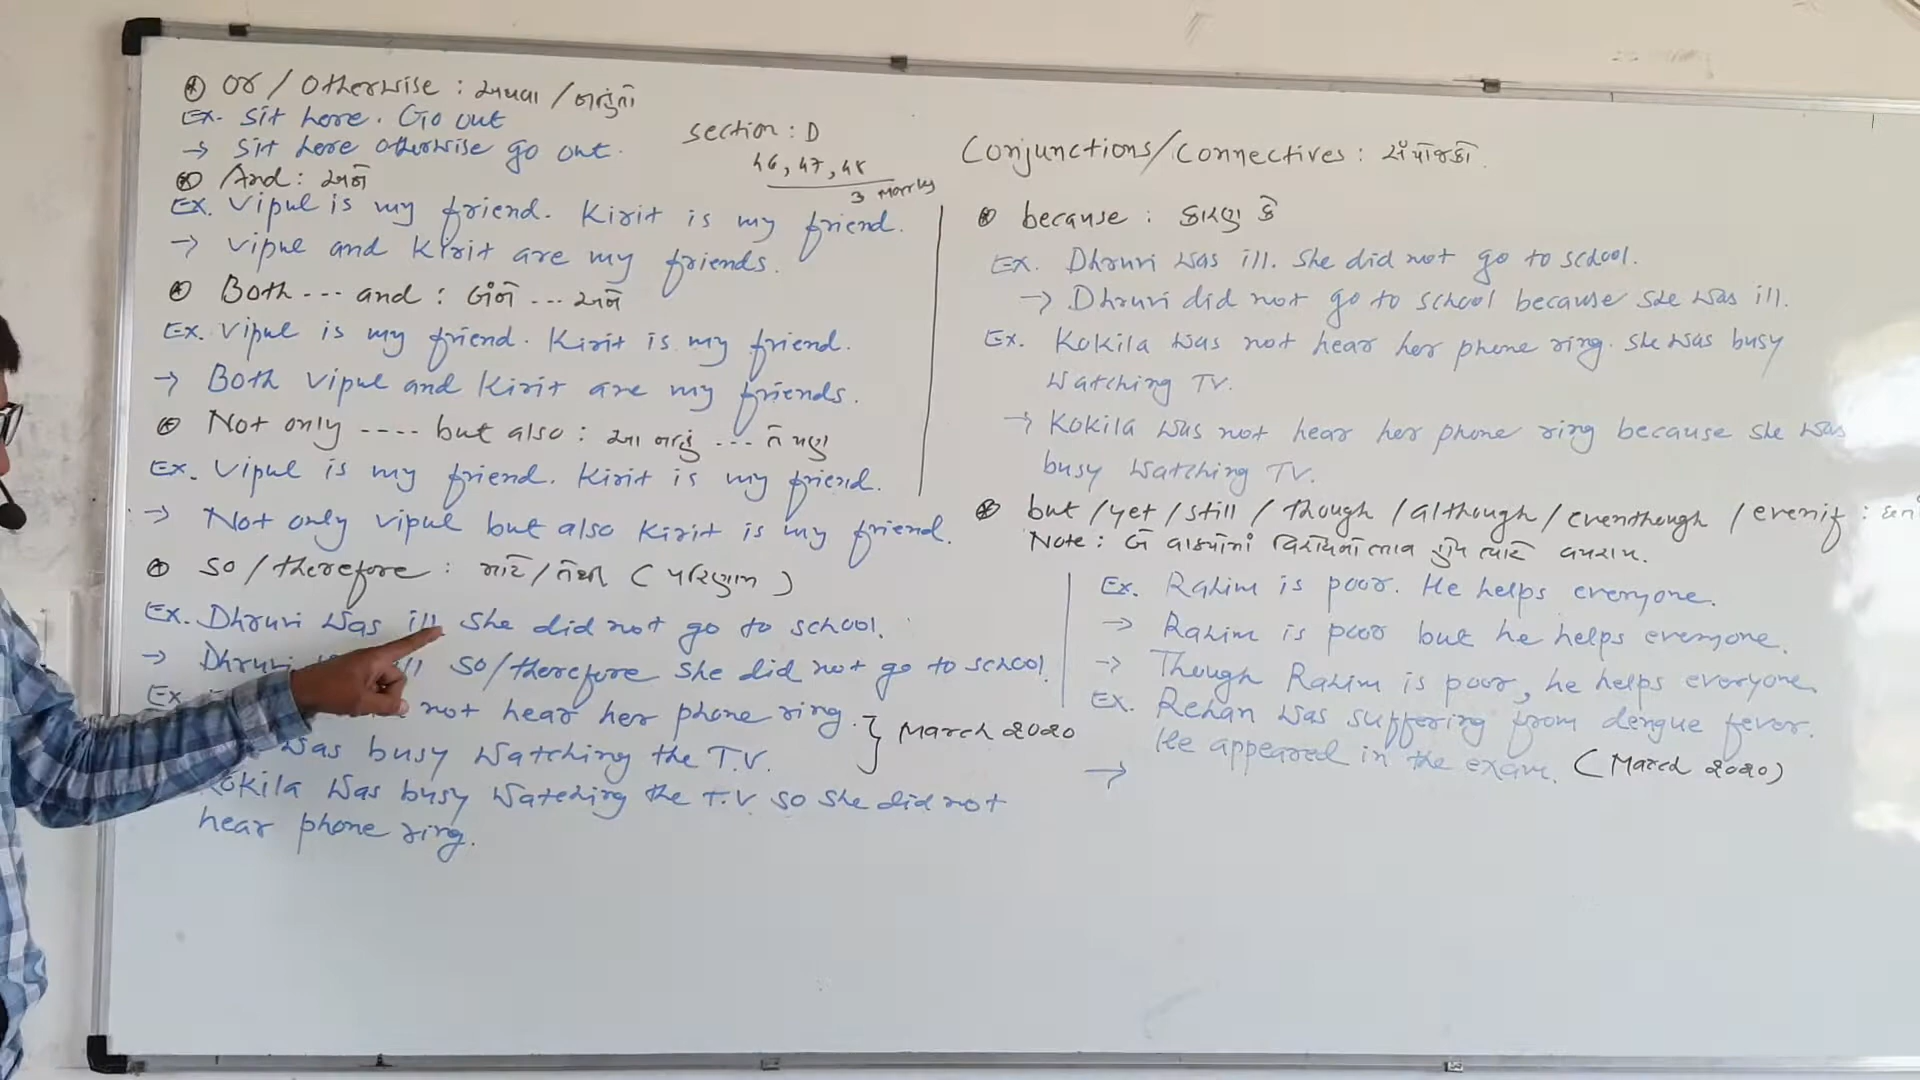 or / otherwise : અથવા / નહીંતો
Ex. Sit here. Go out
→ Sit here otherwise go out.
And : અને
Ex. Vipul is my friend. Kirit is my friend.
→ Vipul and Kirit are my friends.
Both --- and : બંને --- અને
Ex. Vipul is my friend. Kirit is my friend.
→ Both Vipul and Kirit are my friends.
Not only ---- but also : આ નહીં --- તે પણ
Ex. Vipul is my friend. Kirit is my friend.
→ Not only Vipul but also Kirit is my friend.
so / therefore : માટે / તેથી ( પરિણામ )
Ex. Dhruvi was ill she did not go to school.
→ Dhruvi ill so/therefore she did not go to school
Ex not hear her phone ring.
was busy watching the T.V.
} March 2020
Kokila was busy watching the T.V so she did not
hear phone ring.
Section : D
46, 47, 48
3 Marks
Conjunctions/Connectives : સંયોજકો.
because : કારણ કે
Ex. Dhruvi was ill. She did not go to school.
→ Dhruvi did not go to school because she was ill.
Ex. Kokila was not hear her phone ring. She was busy
watching TV.
→ Kokila was not hear her phone ring because she was
busy watching TV.
but / yet / still / though / although / eventhough / evenif :
Note : બે વાક્યોમાં વિરોધનો ભાવ હોય ત્યારે વપરાય.
Ex. Rahim is poor. He helps everyone.
→ Rahim is poor but he helps everyone.
→ Though Rahim is poor, he helps everyone.
Ex. Rehan was suffering from dengue fever.
He appeared in the exam. (March 2020)
→